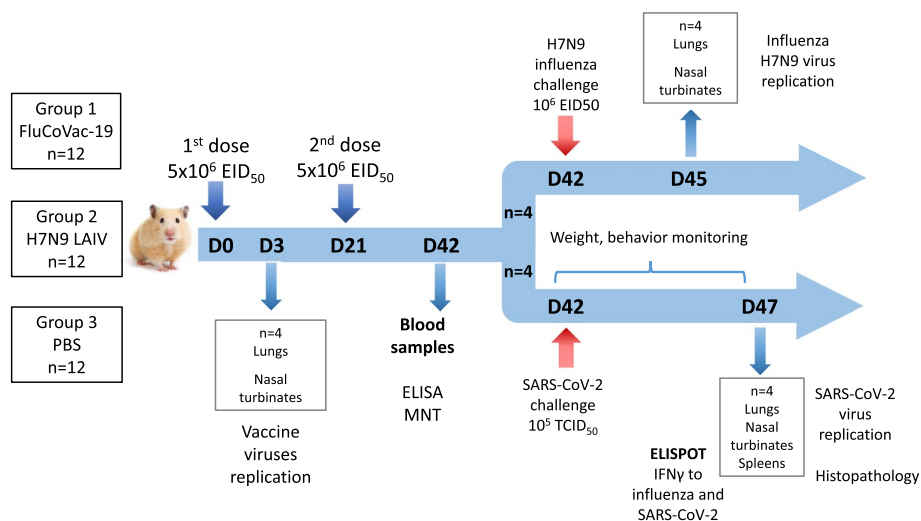 Group 1
FluCoVac-19
n=12
Group 2
H7N9 LAIV
n=12
Group 3
PBS
n=12
1st dose
5x10⁶ EID₅₀
2nd dose
5x10⁶ EID₅₀
D0
D3
D21
D42
n=4
Lungs
Nasal
turbinates
Vaccine
viruses
replication
Blood
samples
ELISA
MNT
n=4
n=4
H7N9
influenza
challenge
10⁶ EID50
D42
D45
n=4
Lungs
Nasal
turbinates
Influenza
H7N9 virus
replication
Weight, behavior monitoring
D42
D47
SARS-CoV-2
challenge
10⁵ TCID₅₀
n=4
Lungs
Nasal
turbinates
Spleens
SARS-CoV-2
virus
replication
Histopathology
ELISPOT
IFNγ to
influenza and
SARS-CoV-2